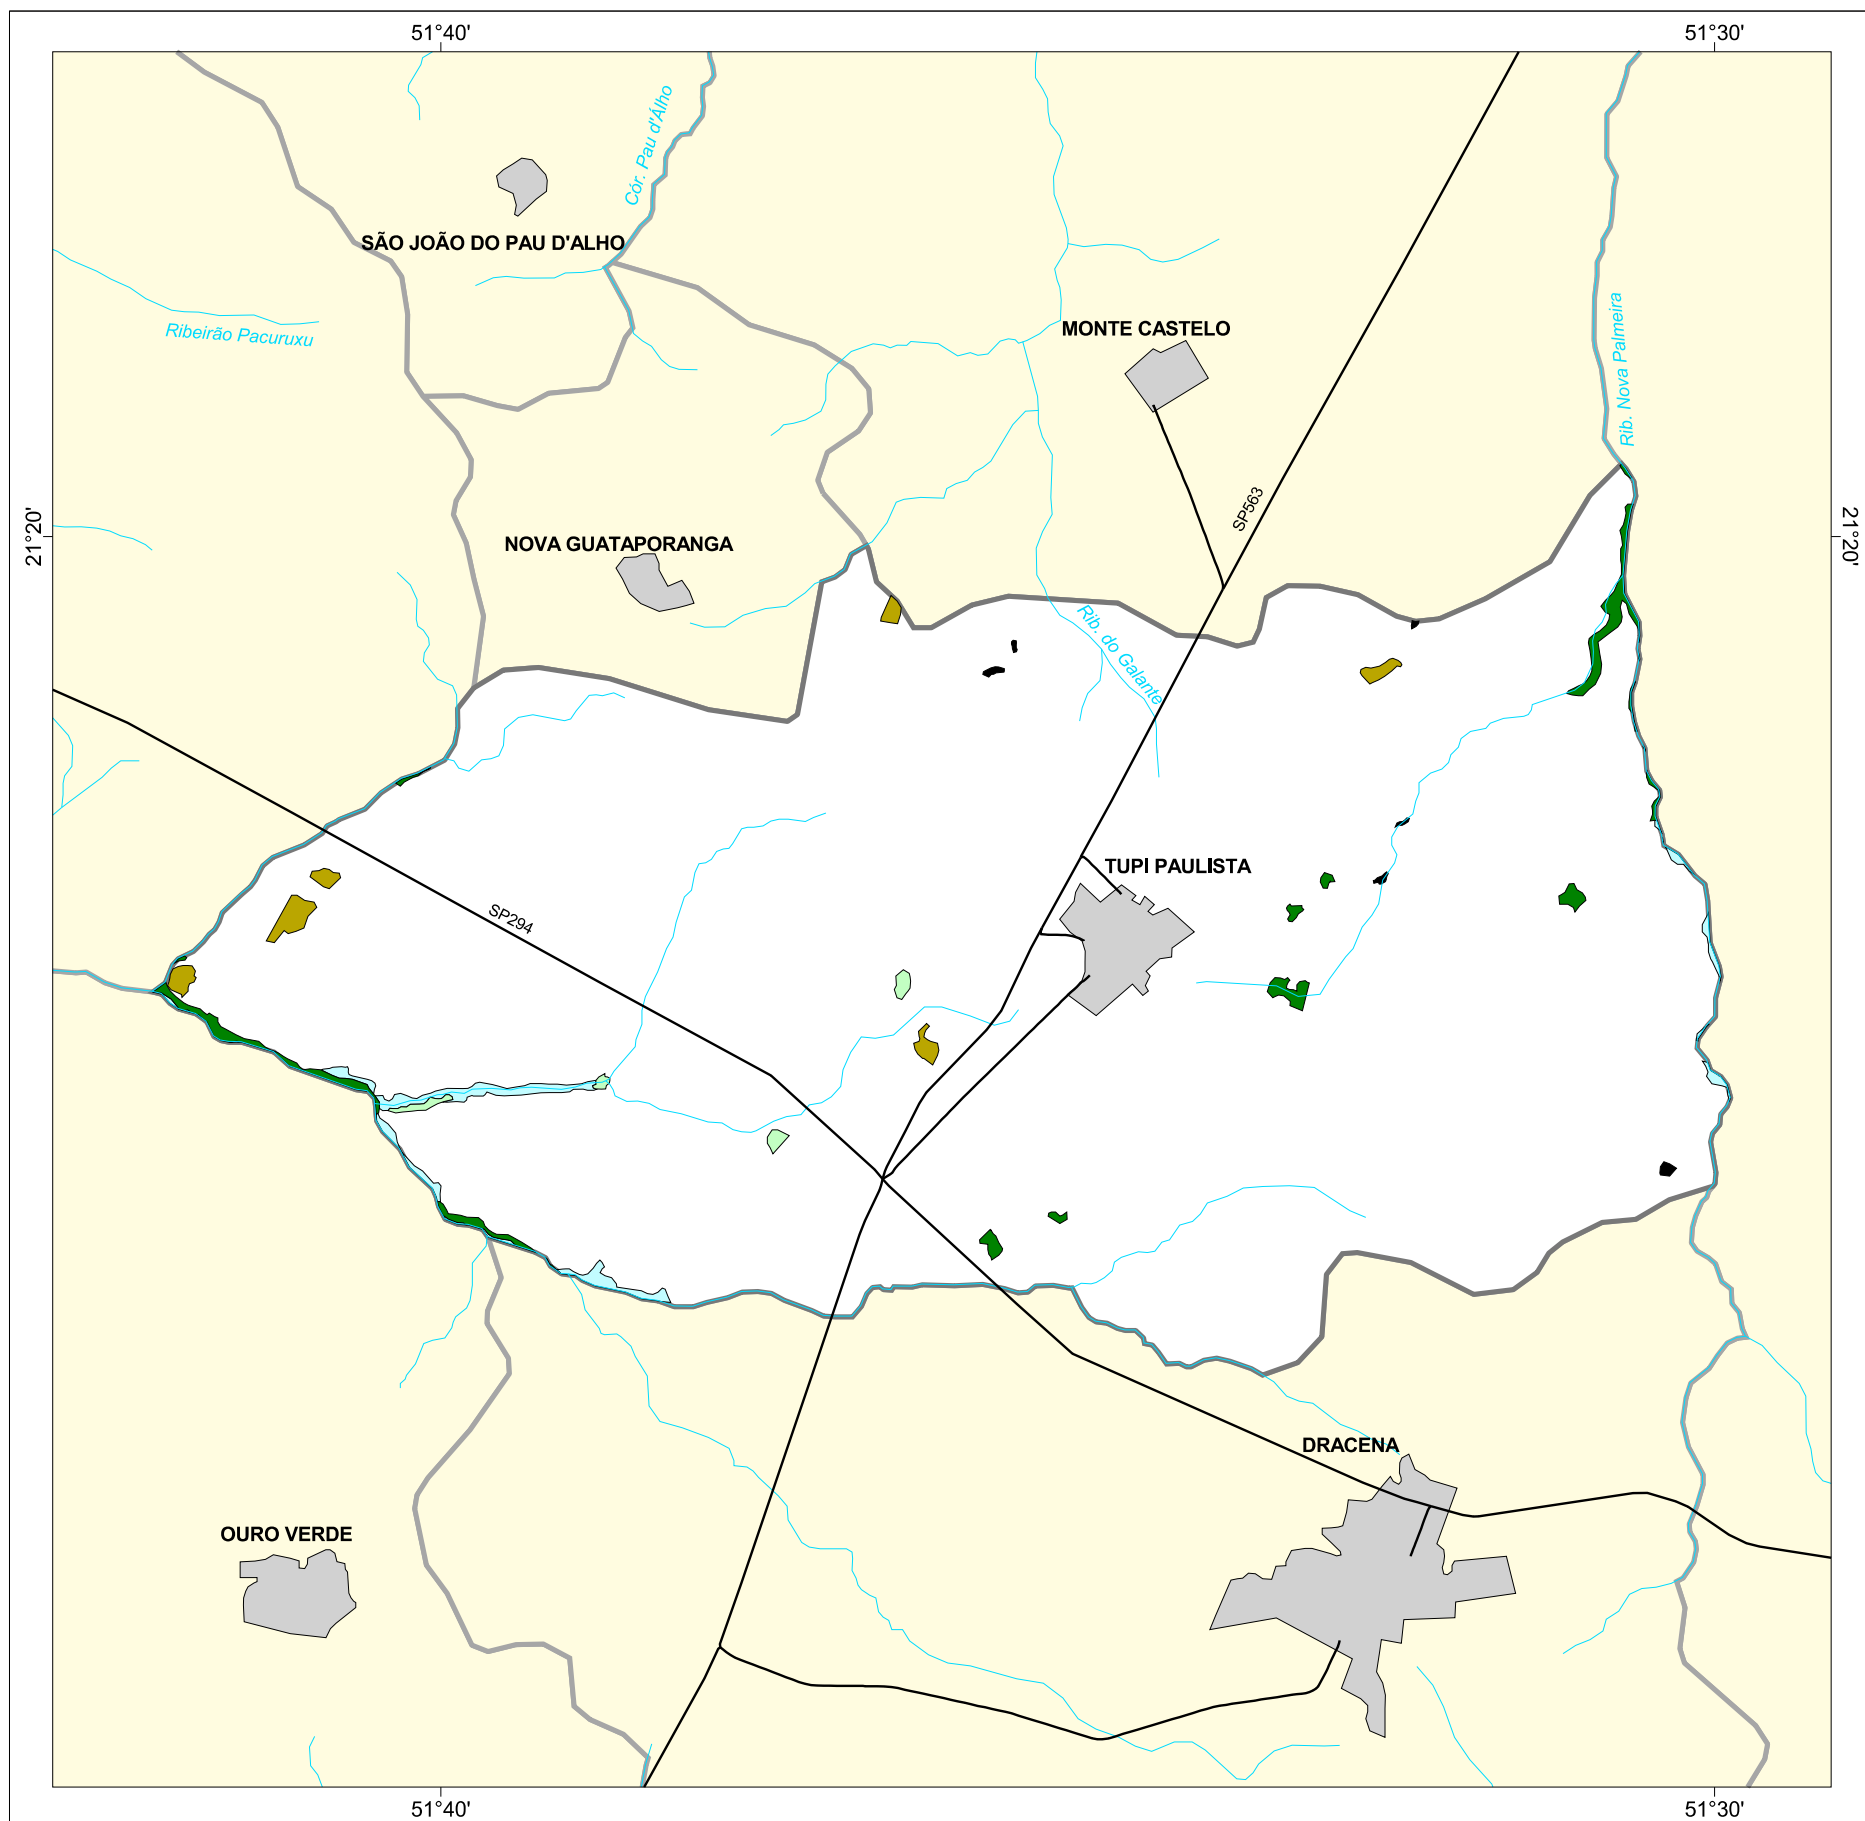 51°40'
51°30'
Cór. Pau d'Álho
SÃO JOÃO DO PAU D'ALHO
Ribeirão Pacuruxu
MONTE CASTELO
Rib. Nova Palmeira
SP563
21°20'
21°20'
NOVA GUATAPORANGA
Rib. do Galante
TUPI PAULISTA
SP294
DRACENA
OURO VERDE
51°40'
51°30'